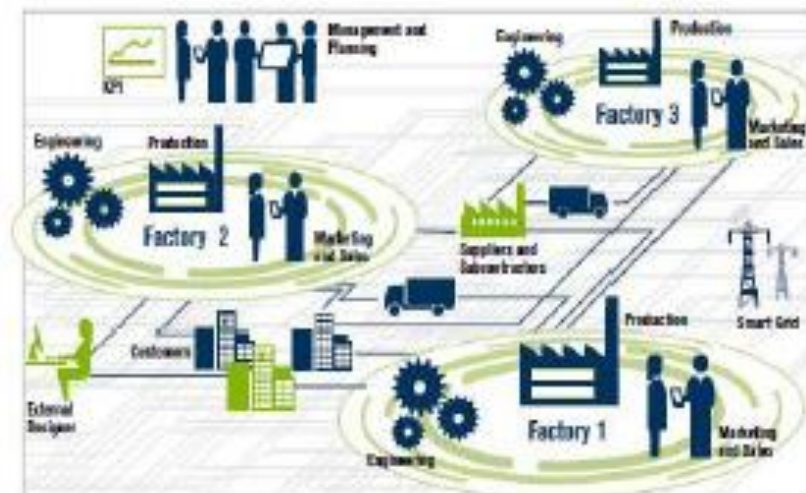 KPI
Management and
Planning
Engineering
Production
Factory 3
Marketing
and Sales
Engineering
Production
Factory 2
Marketing
and Sales
Suppliers and
Subcontractors
Smart Grid
Customers
External
Designer
Production
Factory 1
Engineering
Marketing
and Sales